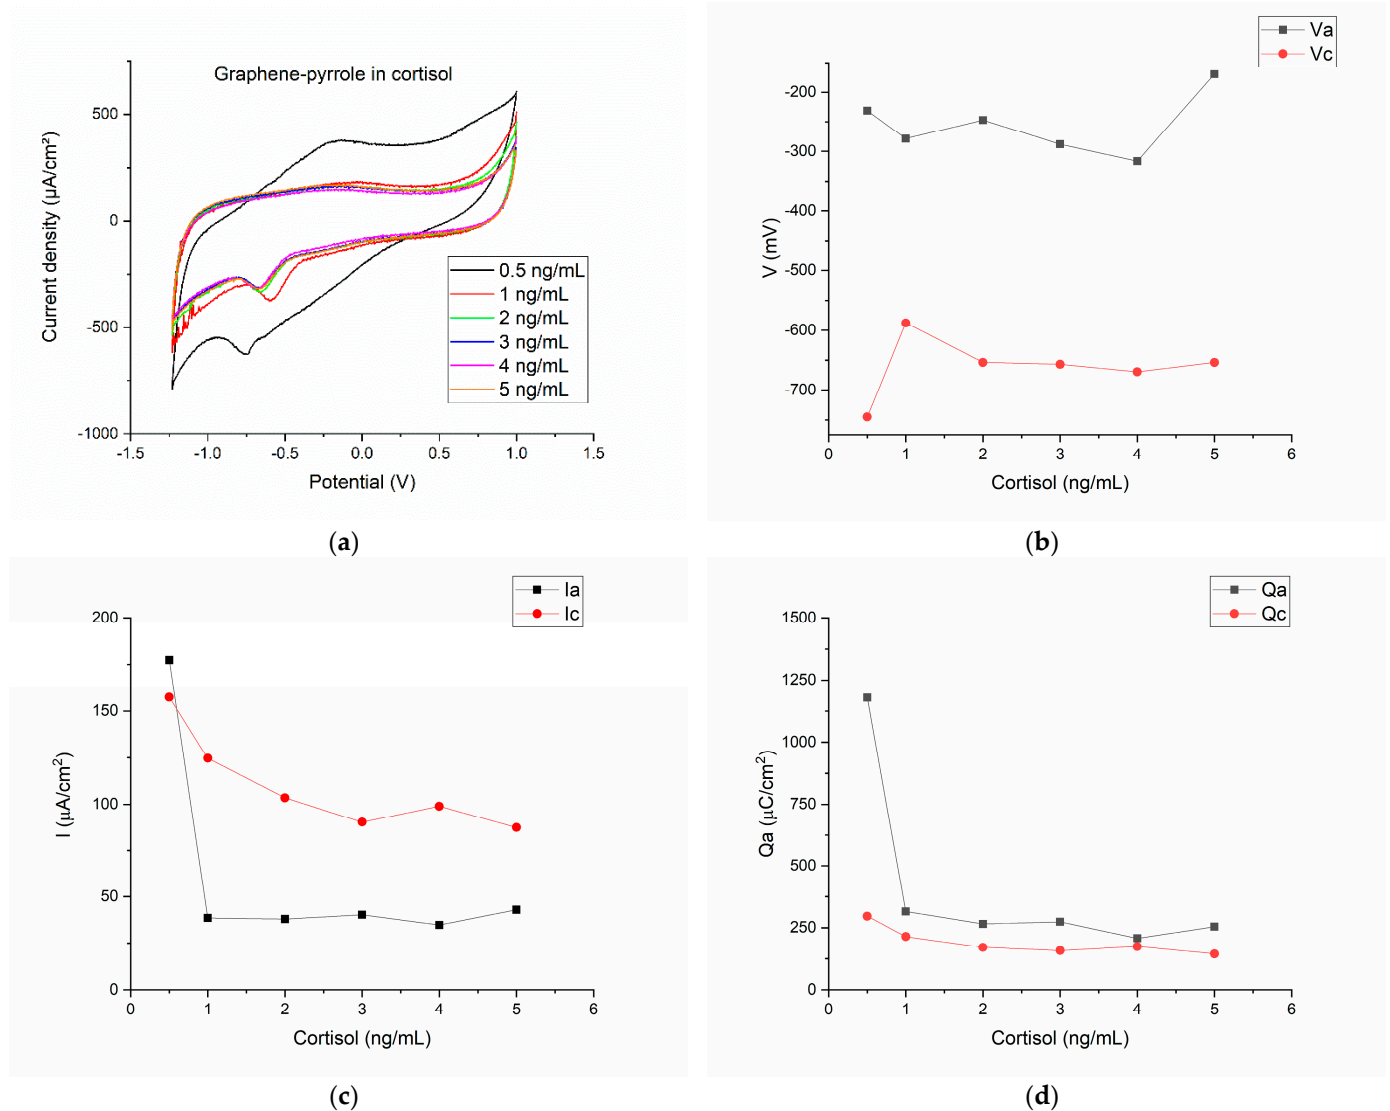 Graphene-pyrrole in cortisol
500
0
-500
-1000
Current density (µA/cm²)
0.5 ng/mL
1 ng/mL
2 ng/mL
3 ng/mL
4 ng/mL
5 ng/mL
-1.5 -1.0 -0.5 0.0 0.5 1.0 1.5
Potential (V)
(a)
Va
Vc
-200
-300
-400
-500
-600
-700
V (mV)
0 1 2 3 4 5 6
Cortisol (ng/mL)
(b)
Ia
Ic
200
150
100
50
0
I (µA/cm²)
0 1 2 3 4 5 6
Cortisol (ng/mL)
(c)
Qa
Qc
1500
1250
1000
750
500
250
0
Qa (µC/cm²)
0 1 2 3 4 5 6
Cortisol (ng/mL)
(d)